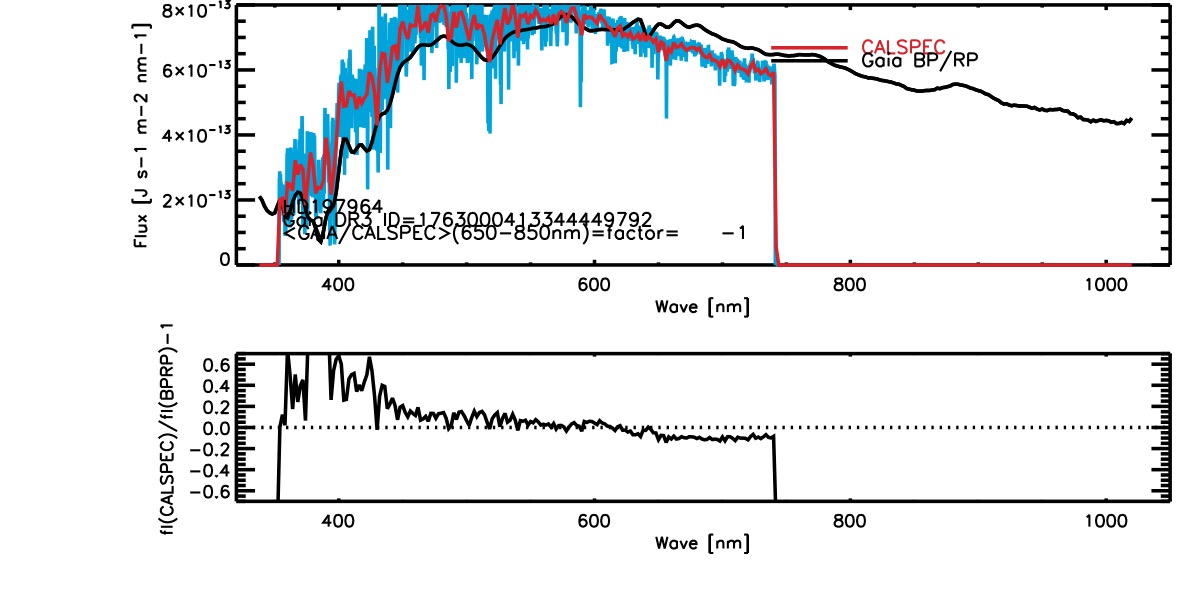 8×10−13
6×10−13
4×10−13
2×10−13
0
Flux [J s−1 m−2 nm−1]
CALSPEC
Gaia BP/RP
HD197964
Gaia DR3 ID=1763000413344449792
<GAIA/CALSPEC>(650−850nm)=factor= −1
400 600 800 1000
Wave [nm]
fl(CALSPEC)/fl(BPRP)−1
0.6
0.4
0.2
0.0
−0.2
−0.4
−0.6
400 600 800 1000
Wave [nm]